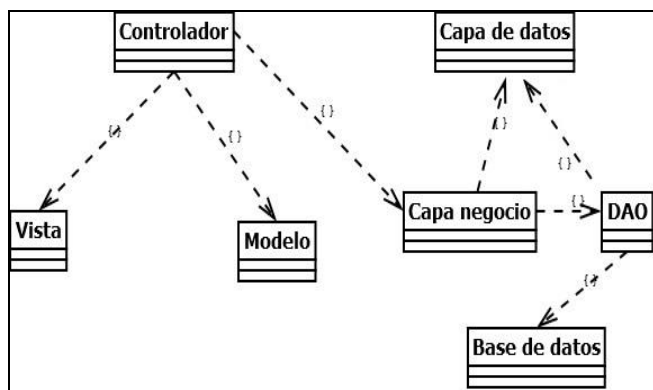 Controlador
Capa de datos
{ }
{ }
{ }
{ }
{ }
Vista
Modelo
Capa negocio
{ }
DAO
{ }
Base de datos